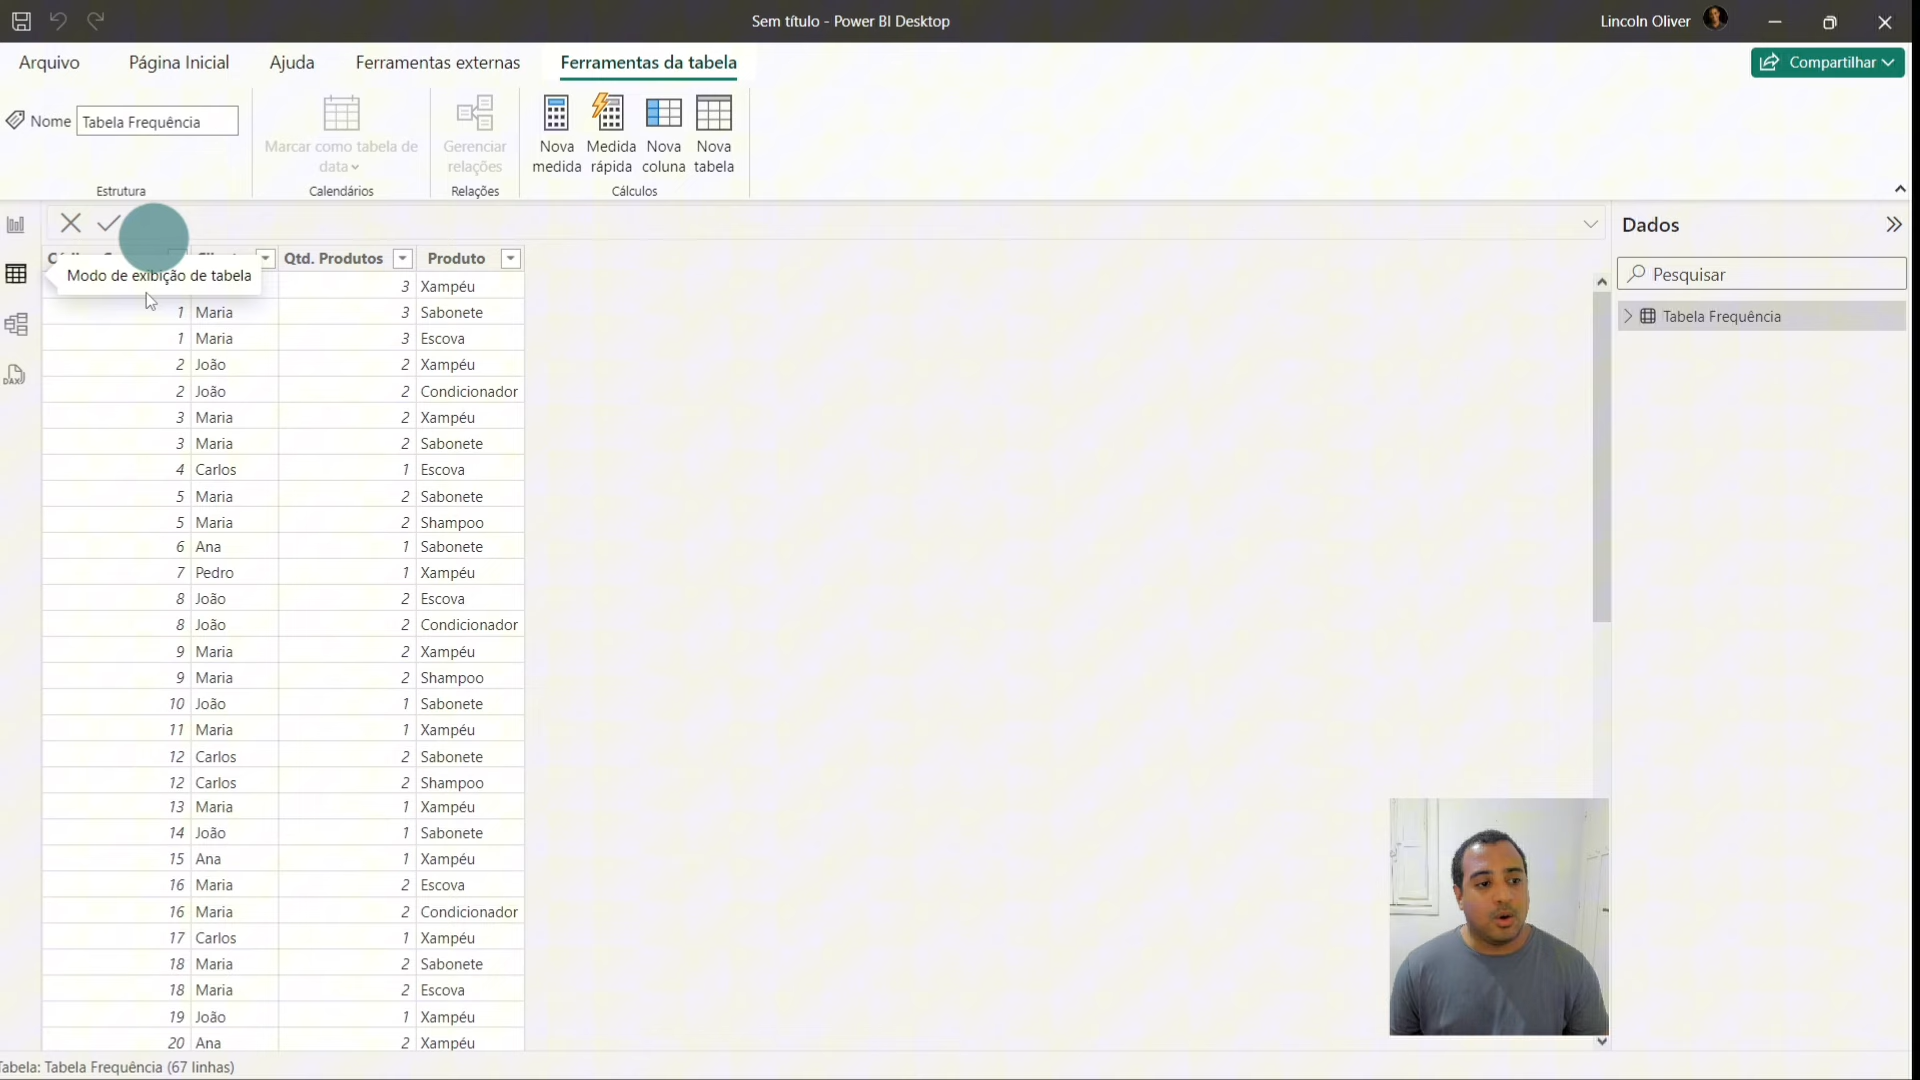 Sem título - Power BI Desktop
Lincoln Oliver
Arquivo
Página Inicial
Ajuda
Ferramentas externas
Ferramentas da tabela
Compartilhar
Nome
Tabela Frequência
Marcar como tabela de data
Gerenciar relações
Nova medida
Medida rápida
Nova coluna
Nova tabela
Estrutura
Calendários
Relações
Cálculos
Dados
Qtd. Produtos
Produto
Modo de exibição de tabela
Pesquisar
Tabela Frequência
DAX
3 Xampéu
1 Maria 3 Sabonete
1 Maria 3 Escova
2 João 2 Xampéu
2 João 2 Condicionador
3 Maria 2 Xampéu
3 Maria 2 Sabonete
4 Carlos 1 Escova
5 Maria 2 Sabonete
5 Maria 2 Shampoo
6 Ana 1 Sabonete
7 Pedro 1 Xampéu
8 João 2 Escova
8 João 2 Condicionador
9 Maria 2 Xampéu
9 Maria 2 Shampoo
10 João 1 Sabonete
11 Maria 1 Xampéu
12 Carlos 2 Sabonete
12 Carlos 2 Shampoo
13 Maria 1 Xampéu
14 João 1 Sabonete
15 Ana 1 Xampéu
16 Maria 2 Escova
16 Maria 2 Condicionador
17 Carlos 1 Xampéu
18 Maria 2 Sabonete
18 Maria 2 Escova
19 João 1 Xampéu
20 Ana 2 Xampéu
abela: Tabela Frequência (67 linhas)